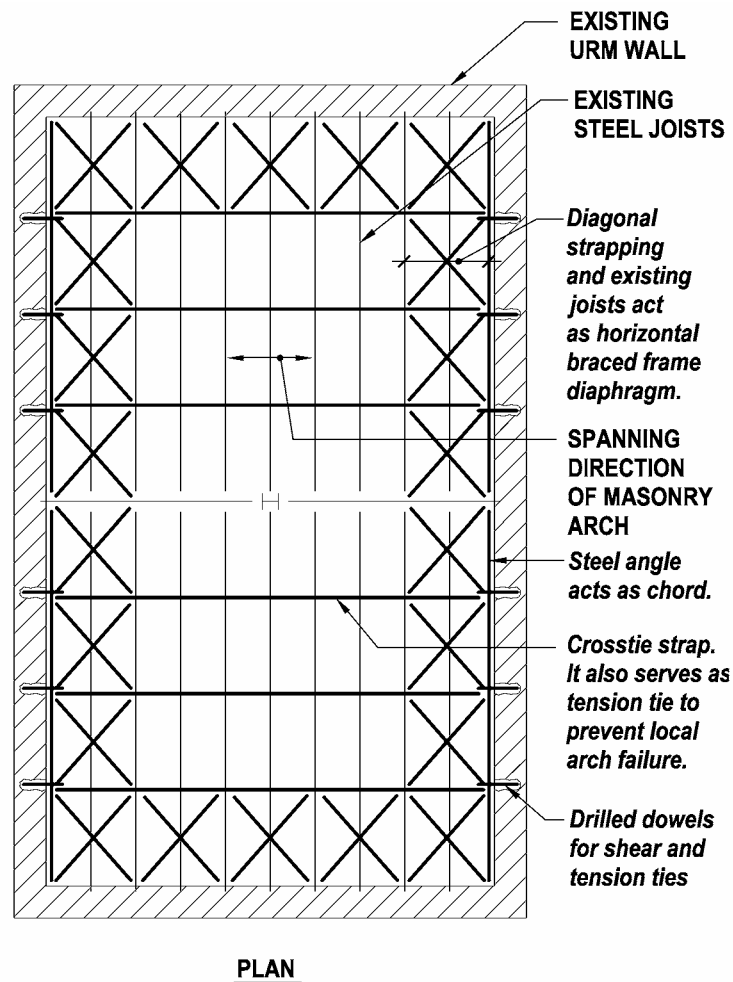 EXISTING
URM WALL
EXISTING
STEEL JOISTS
Diagonal
strapping
and existing
joists act
as horizontal
braced frame
diaphragm.
SPANNING
DIRECTION
OF MASONRY
ARCH
Steel angle
acts as chord.
Crosstie strap.
It also serves as
tension tie to
prevent local
arch failure.
Drilled dowels
for shear and
tension ties
PLAN